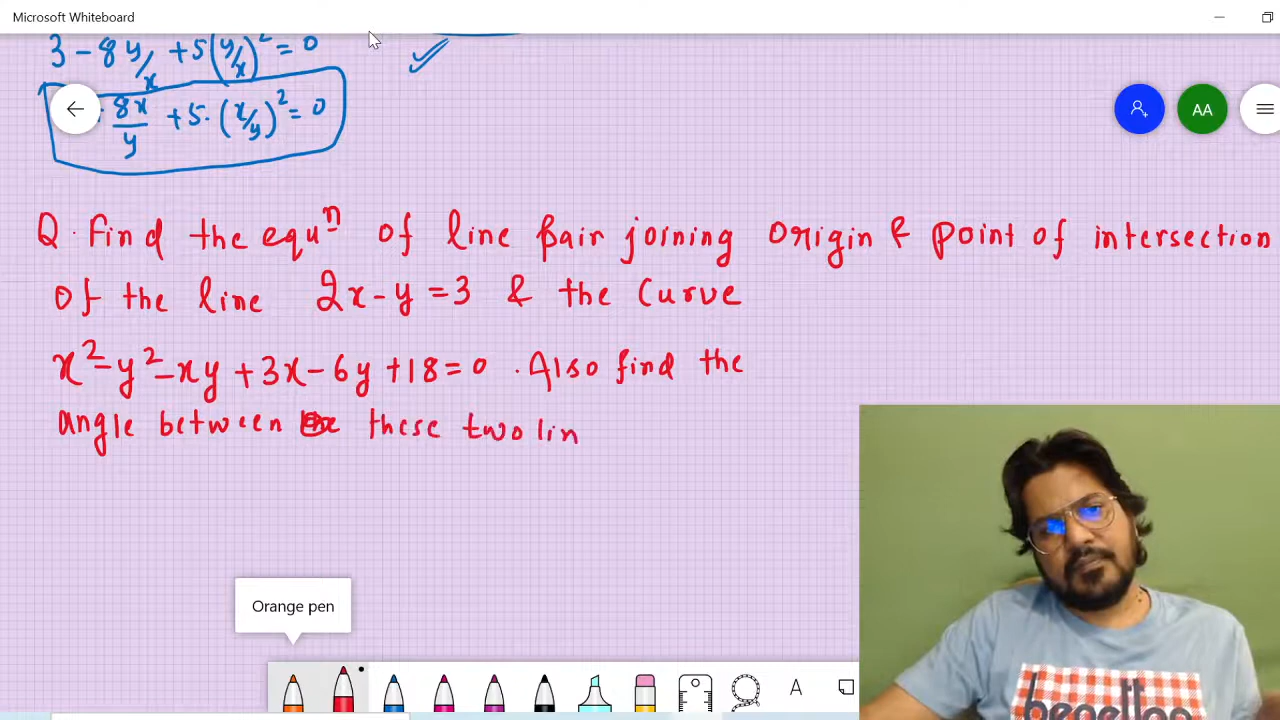 Microsoft Whiteboard
3 - 8 y/x + 5 (y/x)² = 0
8x/y + 5 · (x/y)² = 0
AA
Q. Find the equⁿ of line pair joining origin & point of intersection
of the line 2x - y = 3 & the curve
x² - y² - xy + 3x - 6y + 18 = 0 . Also find the
angle between these two lin
Orange pen
A
benetton